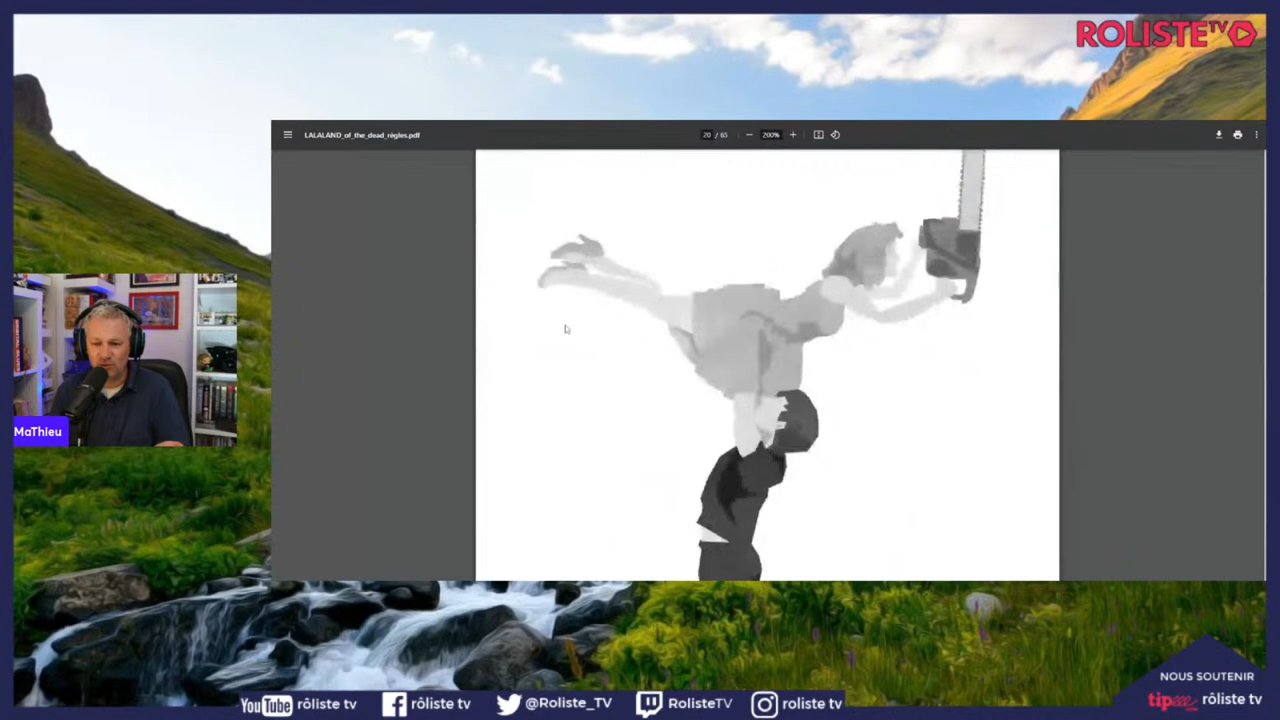 ROLISTE TV
LALALAND_of_the_dead_règles.pdf
20 / 65
200%
MaThieu
NOUS SOUTENIR
tipeee rôliste tv
YouTube rôliste tv
rôliste tv
@Roliste_TV
RolisteTV
roliste tv